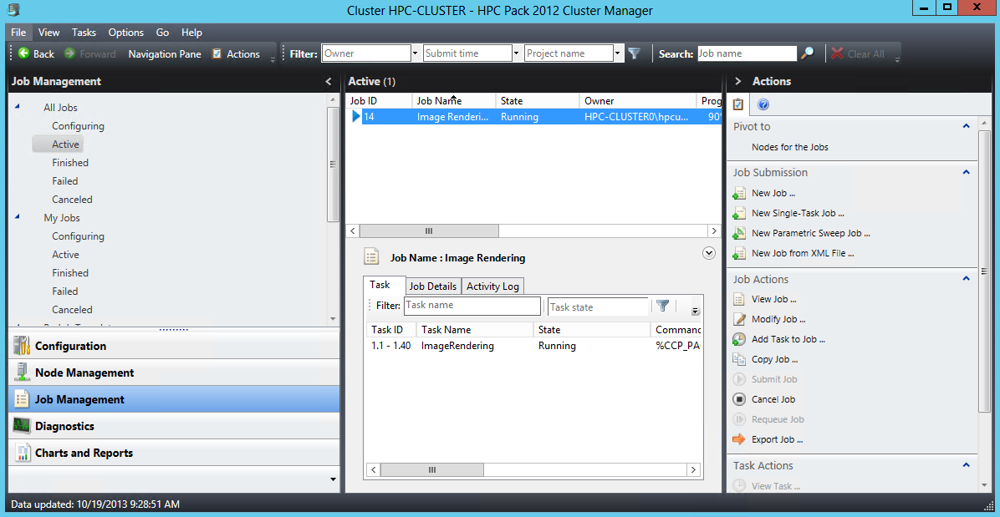 Cluster HPC-CLUSTER - HPC Pack 2012 Cluster Manager
File View Tasks Options Go Help
Back Forward Navigation Pane Actions Filter: Owner Submit time Project name Search: Job name Clear All
Job Management
All Jobs
Configuring
Active
Finished
Failed
Canceled
My Jobs
Configuring
Active
Finished
Failed
Canceled
Configuration
Node Management
Job Management
Diagnostics
Charts and Reports
Active (1)
Job ID Job Name State Owner Prog
14 Image Renderi... Running HPC-CLUSTER0\hpcu... 90
Job Name : Image Rendering
Task Job Details Activity Log
Filter: Task name Task state
Task ID Task Name State Command
1.1 - 1.40 ImageRendering Running %CCP_PA
Actions
Pivot to
Nodes for the Jobs
Job Submission
New Job ...
New Single-Task Job ...
New Parametric Sweep Job ...
New Job from XML File ...
Job Actions
View Job ...
Modify Job ...
Add Task to Job ...
Copy Job ...
Submit Job
Cancel Job
Requeue Job
Export Job ...
Task Actions
View Task ...
Data updated: 10/19/2013 9:28:51 AM